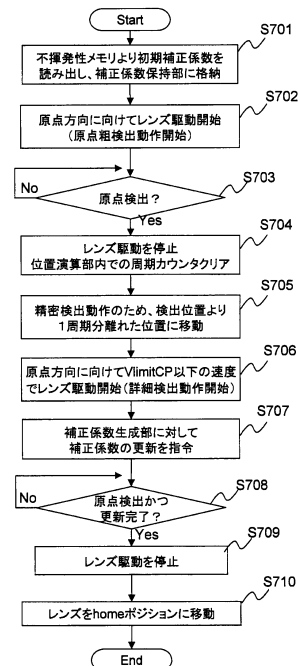 Start
S701
不揮発性メモリより初期補正係数を
読み出し、補正係数保持部に格納
S702
原点方向に向けてレンズ駆動開始
(原点粗検出動作開始)
S703
No
原点検出?
Yes
S704
レンズ駆動を停止
位置演算部内での周期カウンタクリア
S705
精密検出動作のため、検出位置より
1周期分離れた位置に移動
S706
原点方向に向けてVlimitCP以下の速度
でレンズ駆動開始(詳細検出動作開始)
S707
補正係数生成部に対して
補正係数の更新を指令
S708
No
原点検出かつ
更新完了?
Yes
S709
レンズ駆動を停止
S710
レンズをhomeポジションに移動
End